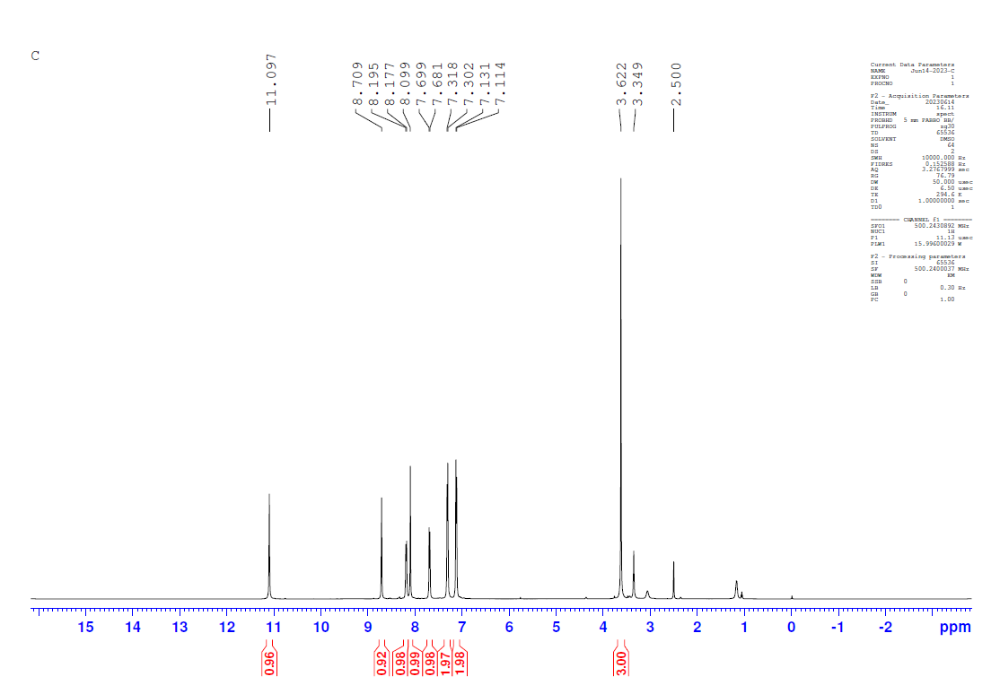 C
11.097
8.709
8.195
8.177
8.099
7.699
7.681
7.318
7.302
7.131
7.114
3.622
3.349
2.500
Current Data Parameters
NAME Jun14-2023-C
EXPNO 1
PROCNO 1
F2 - Acquisition Parameters
Date_ 20230614
Time 16.11
INSTRUM spect
PROBHD 5 mm PABBO BB/
PULPROG zg30
TD 65536
SOLVENT DMSO
NS 64
DS 2
SWH 10000.000 Hz
FIDRES 0.152588 Hz
AQ 3.2767999 sec
RG 76.79
DW 50.000 usec
DE 6.50 usec
TE 294.6 K
D1 1.00000000 sec
TD0 1
======== CHANNEL f1 ========
SFO1 500.2430892 MHz
NUC1 1H
P1 11.13 usec
PLW1 15.99600029 W
F2 - Processing parameters
SI 65536
SF 500.2400037 MHz
WDW EM
SSB 0
LB 0.30 Hz
GB 0
PC 1.00
15 14 13 12 11 10 9 8 7 6 5 4 3 2 1 0 -1 -2 ppm
0.96
0.92
0.98
0.99
0.98
1.97
1.98
3.00